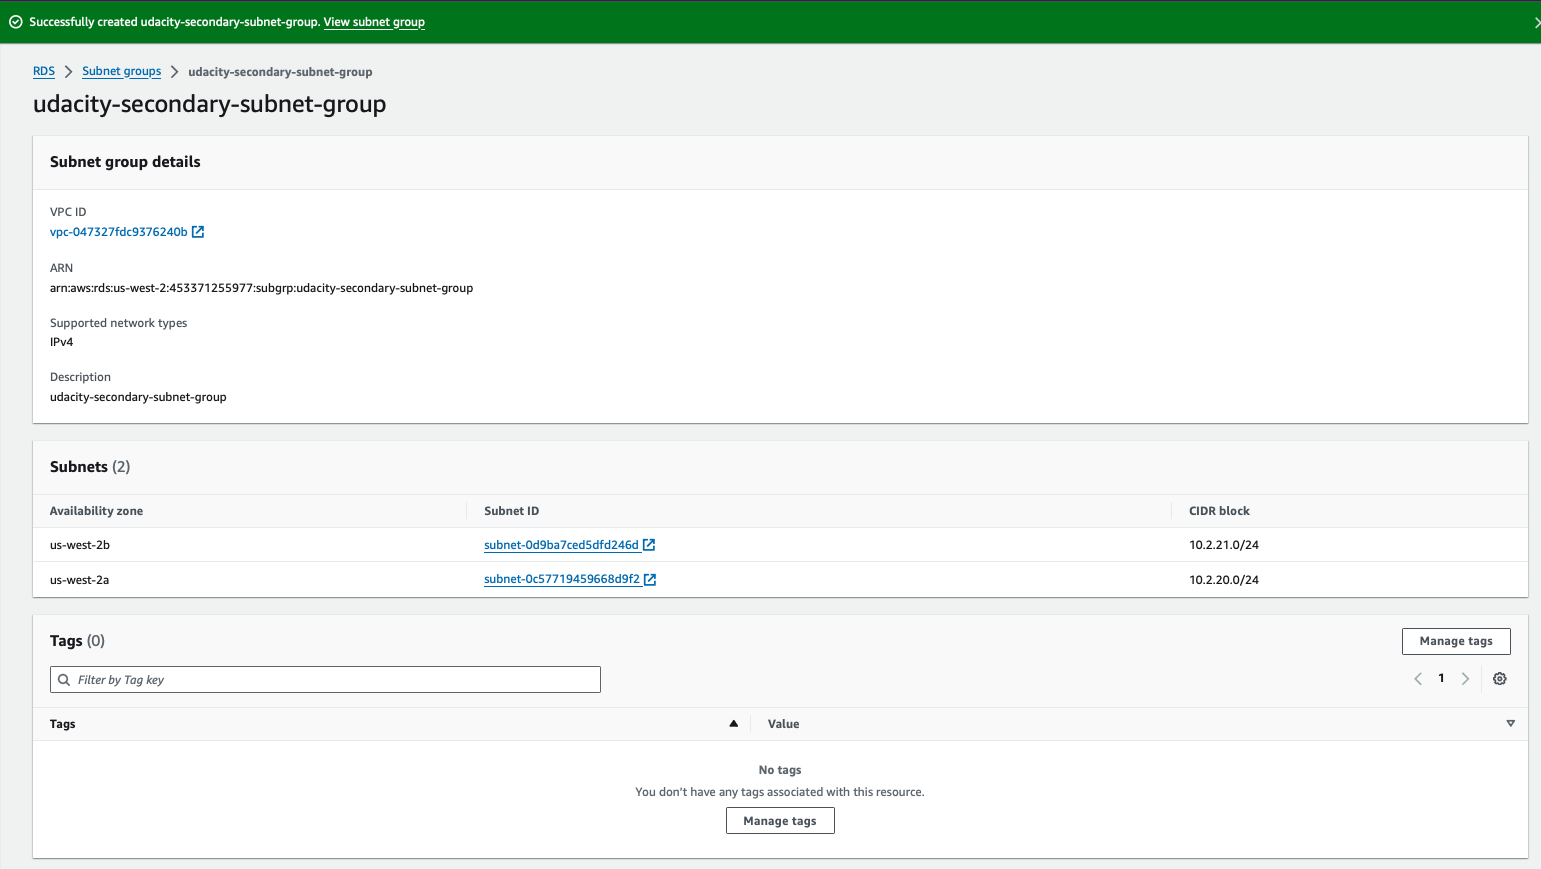 Successfully created udacity-secondary-subnet-group. View subnet group
RDS > Subnet groups > udacity-secondary-subnet-group
udacity-secondary-subnet-group
Subnet group details
VPC ID
vpc-047327fdc9376240b
ARN
arn:aws:rds:us-west-2:453371255977:subgrp:udacity-secondary-subnet-group
Supported network types
IPv4
Description
udacity-secondary-subnet-group
Subnets (2)
Availability zone Subnet ID CIDR block
us-west-2b subnet-0d9ba7ced5dfd246d 10.2.21.0/24
us-west-2a subnet-0c57719459668d9f2 10.2.20.0/24
Tags (0) Manage tags
Filter by Tag key 1
Tags Value
No tags
You don't have any tags associated with this resource.
Manage tags